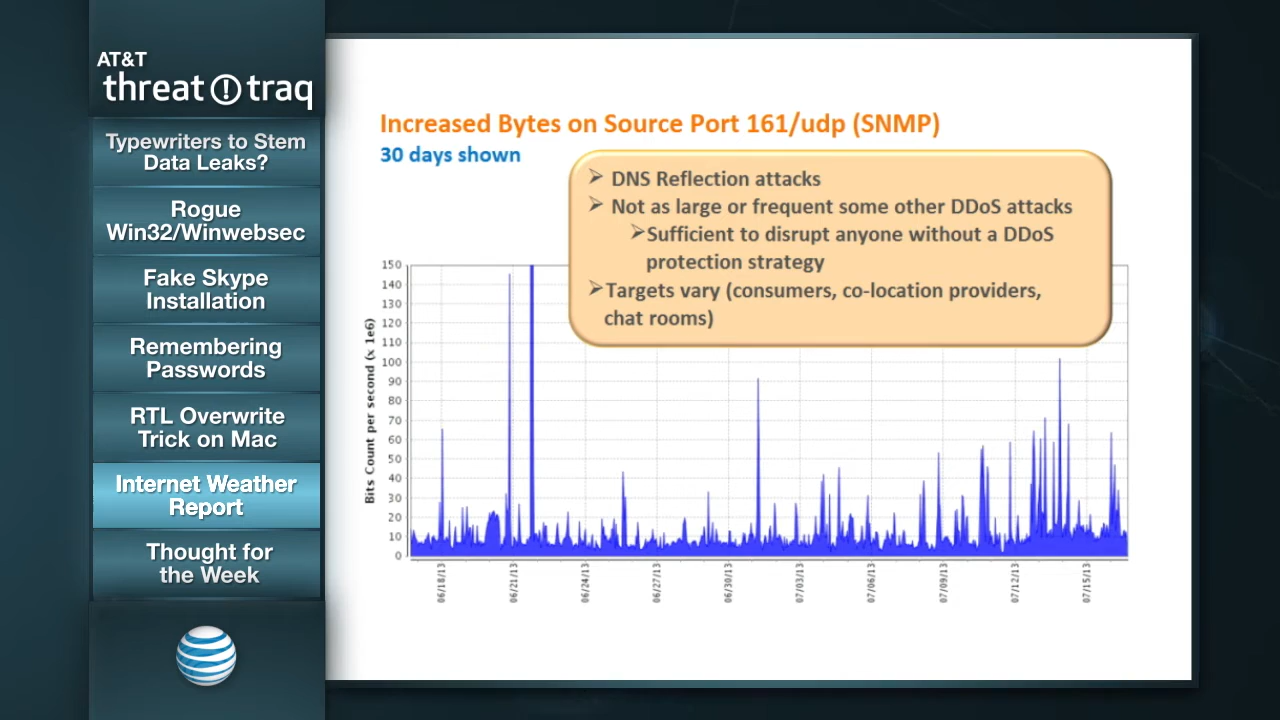 AT&T
threat traq
Typewriters to Stem
Data Leaks?
Rogue
Win32/Winwebsec
Fake Skype
Installation
Remembering
Passwords
RTL Overwrite
Trick on Mac
Internet Weather
Report
Thought for
the Week
Increased Bytes on Source Port 161/udp (SNMP)
30 days shown
➢ DNS Reflection attacks
➢ Not as large or frequent some other DDoS attacks
➢Sufficient to disrupt anyone without a DDoS
protection strategy
➢Targets vary (consumers, co-location providers,
chat rooms)
Bits Count per second (x 1e6)
150
140
130
120
110
100
90
80
70
60
50
40
30
20
10
0
06/18/13
06/21/13
06/24/13
06/27/13
06/30/13
07/03/13
07/06/13
07/09/13
07/12/13
07/15/13